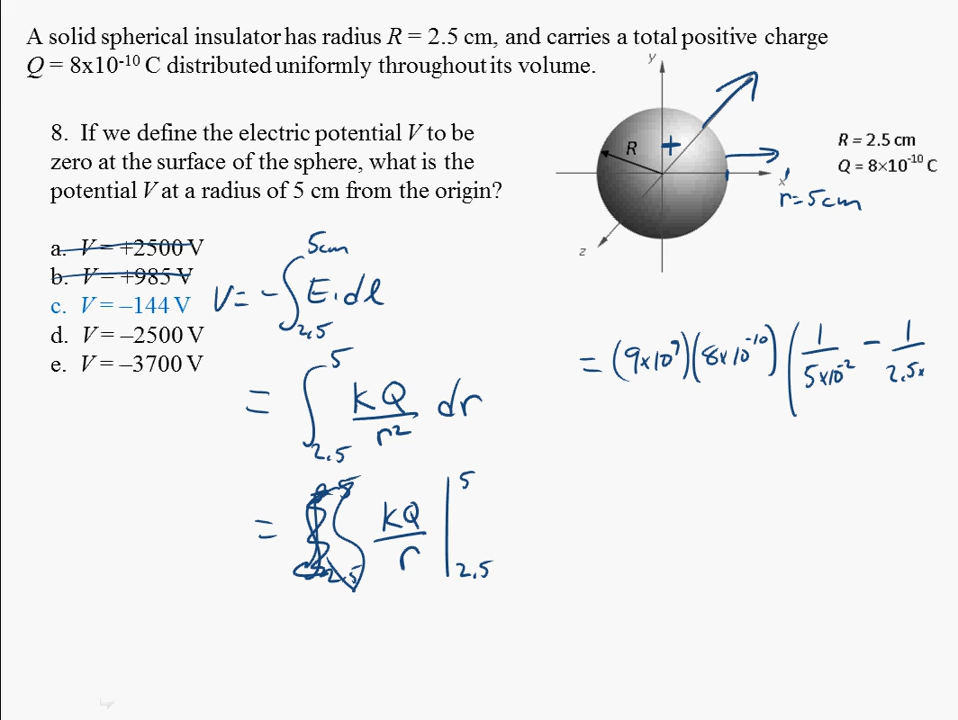 A solid spherical insulator has radius R = 2.5 cm, and carries a total positive charge
Q = 8x10⁻¹⁰ C distributed uniformly throughout its volume.
8. If we define the electric potential V to be
zero at the surface of the sphere, what is the
potential V at a radius of 5 cm from the origin?
y
R
+
x
z
r=5cm
R = 2.5 cm
Q = 8×10⁻¹⁰ C
a. V = +2500 V
b. V = +985 V
c. V = –144 V
d. V = –2500 V
e. V = –3700 V
V = -∫_{2.5}^{5cm} E·dl
= ∫_{2.5}^{5} kQ/r² dr
= kQ/r |_{2.5}^{5}
= (9x10⁹)(8x10⁻¹⁰)(1/5x10⁻² - 1/2.5x